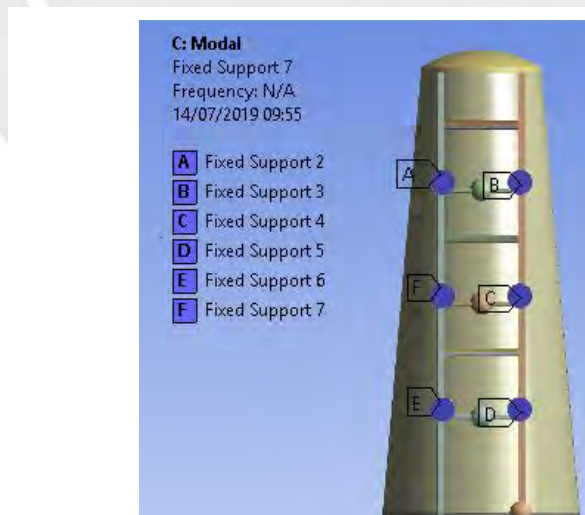 C: Modal
Fixed Support 7
Frequency: N/A
14/07/2019 09:55
A Fixed Support 2
B Fixed Support 3
C Fixed Support 4
D Fixed Support 5
E Fixed Support 6
F Fixed Support 7
A
B
F
C
E
D